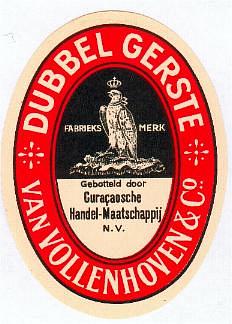 DUBBEL GERSTE
FABRIEKS MERK
Gebotteld door
Curaçaosche
Handel-Maatschappij
N.V.
VAN VOLLENHOVEN & Co.